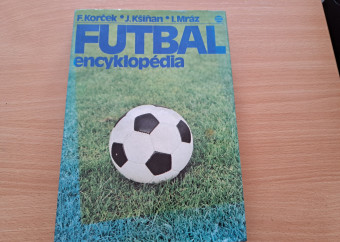 F. Korček • J. Kšiňan • I. Mráz
FUTBAL
encyklopédia